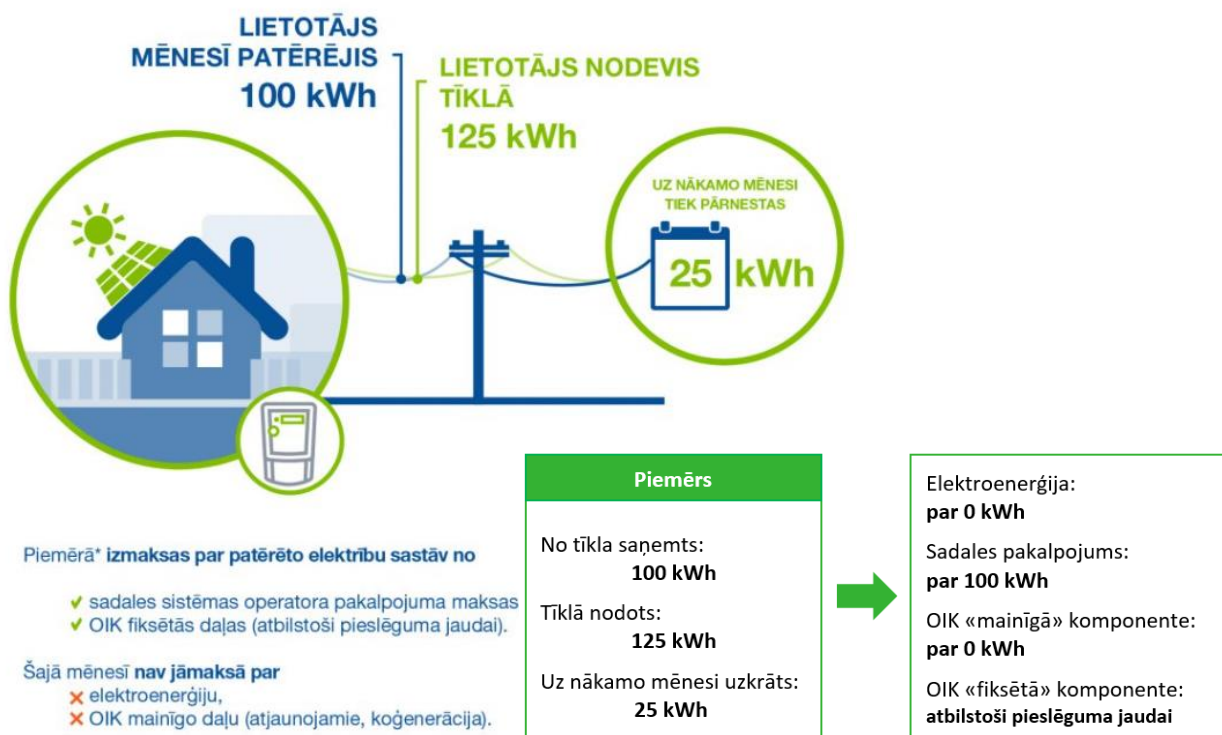 LIETOTĀJS
MĒNESĪ PATĒRĒJIS
100 kWh
LIETOTĀJS NODEVIS
TĪKLĀ
125 kWh
UZ NĀKAMO MĒNESI
TIEK PĀRNESTAS
25 kWh
Piemērā* izmaksas par patērēto elektrību sastāv no
✔ sadales sistēmas operatora pakalpojuma maksas
✔ OIK fiksētās daļas (atbilstoši pieslēguma jaudai).
Šajā mēnesī nav jāmaksā par
✘ elektroenerģiju,
✘ OIK mainīgo daļu (atjaunojamie, koģenerācija).
Piemērs
No tīkla saņemts:
100 kWh
Tīklā nodots:
125 kWh
Uz nākamo mēnesi uzkrāts:
25 kWh
Elektroenerģija:
par 0 kWh
Sadales pakalpojums:
par 100 kWh
OIK «mainīgā» komponente:
par 0 kWh
OIK «fiksētā» komponente:
atbilstoši pieslēguma jaudai